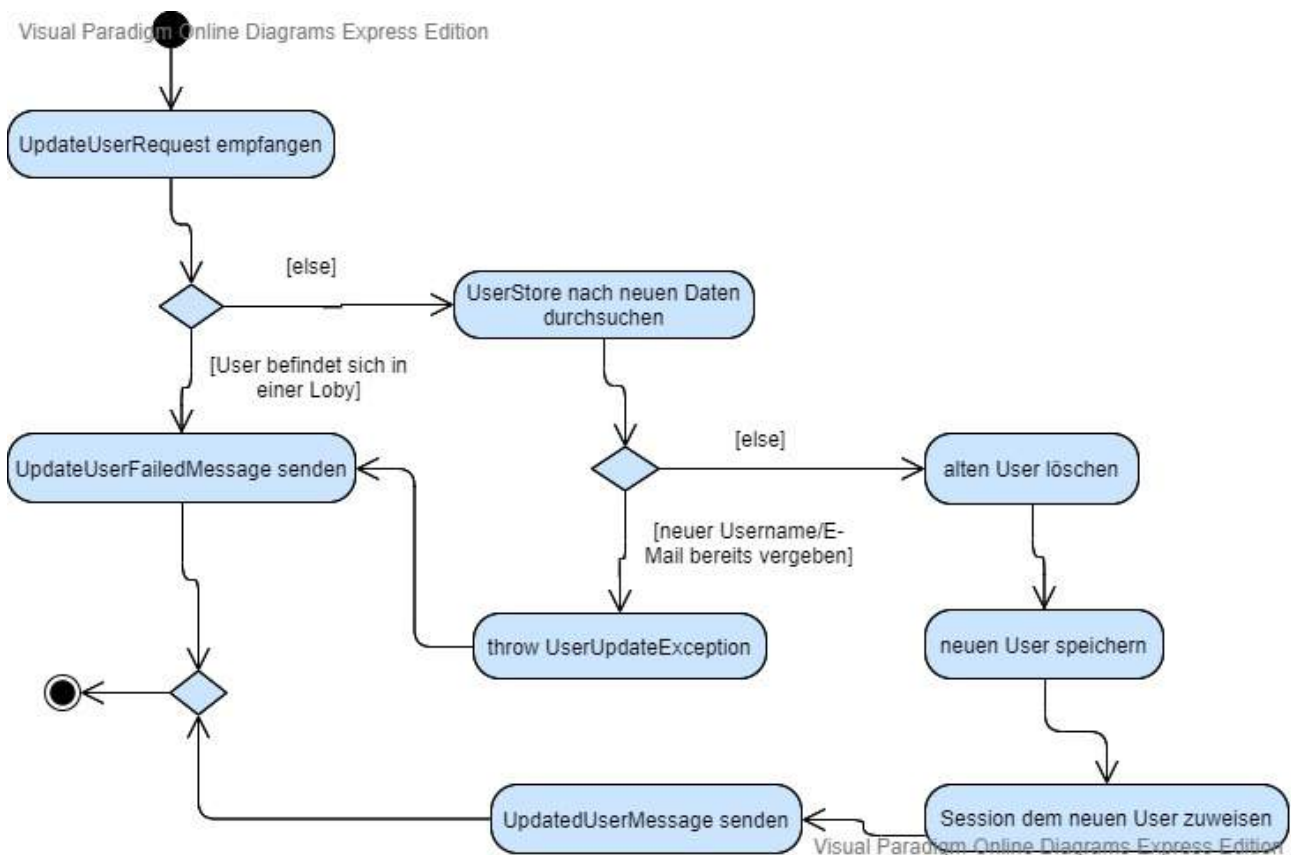 Visual Paradigm Online Diagrams Express Edition
UpdateUserRequest empfangen
[else]
UserStore nach neuen Daten
durchsuchen
[User befindet sich in
einer Loby]
UpdateUserFailedMessage senden
[else]
alten User löschen
[neuer Username/E-
Mail bereits vergeben]
throw UserUpdateException
neuen User speichern
UpdatedUserMessage senden
Session dem neuen User zuweisen
Visual Paradigm Online Diagrams Express Edition